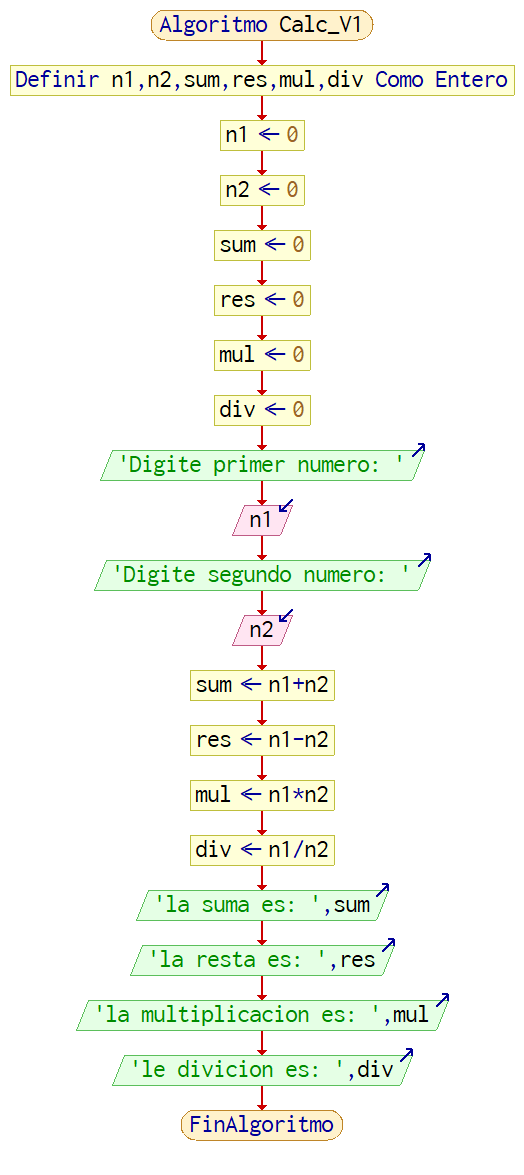 Algoritmo Calc_V1
Definir n1,n2,sum,res,mul,div Como Entero
n1 ← 0
n2 ← 0
sum ← 0
res ← 0
mul ← 0
div ← 0
'Digite primer numero: '
n1
'Digite segundo numero: '
n2
sum ← n1+n2
res ← n1-n2
mul ← n1*n2
div ← n1/n2
'la suma es: ',sum
'la resta es: ',res
'la multiplicacion es: ',mul
'le divicion es: ',div
FinAlgoritmo